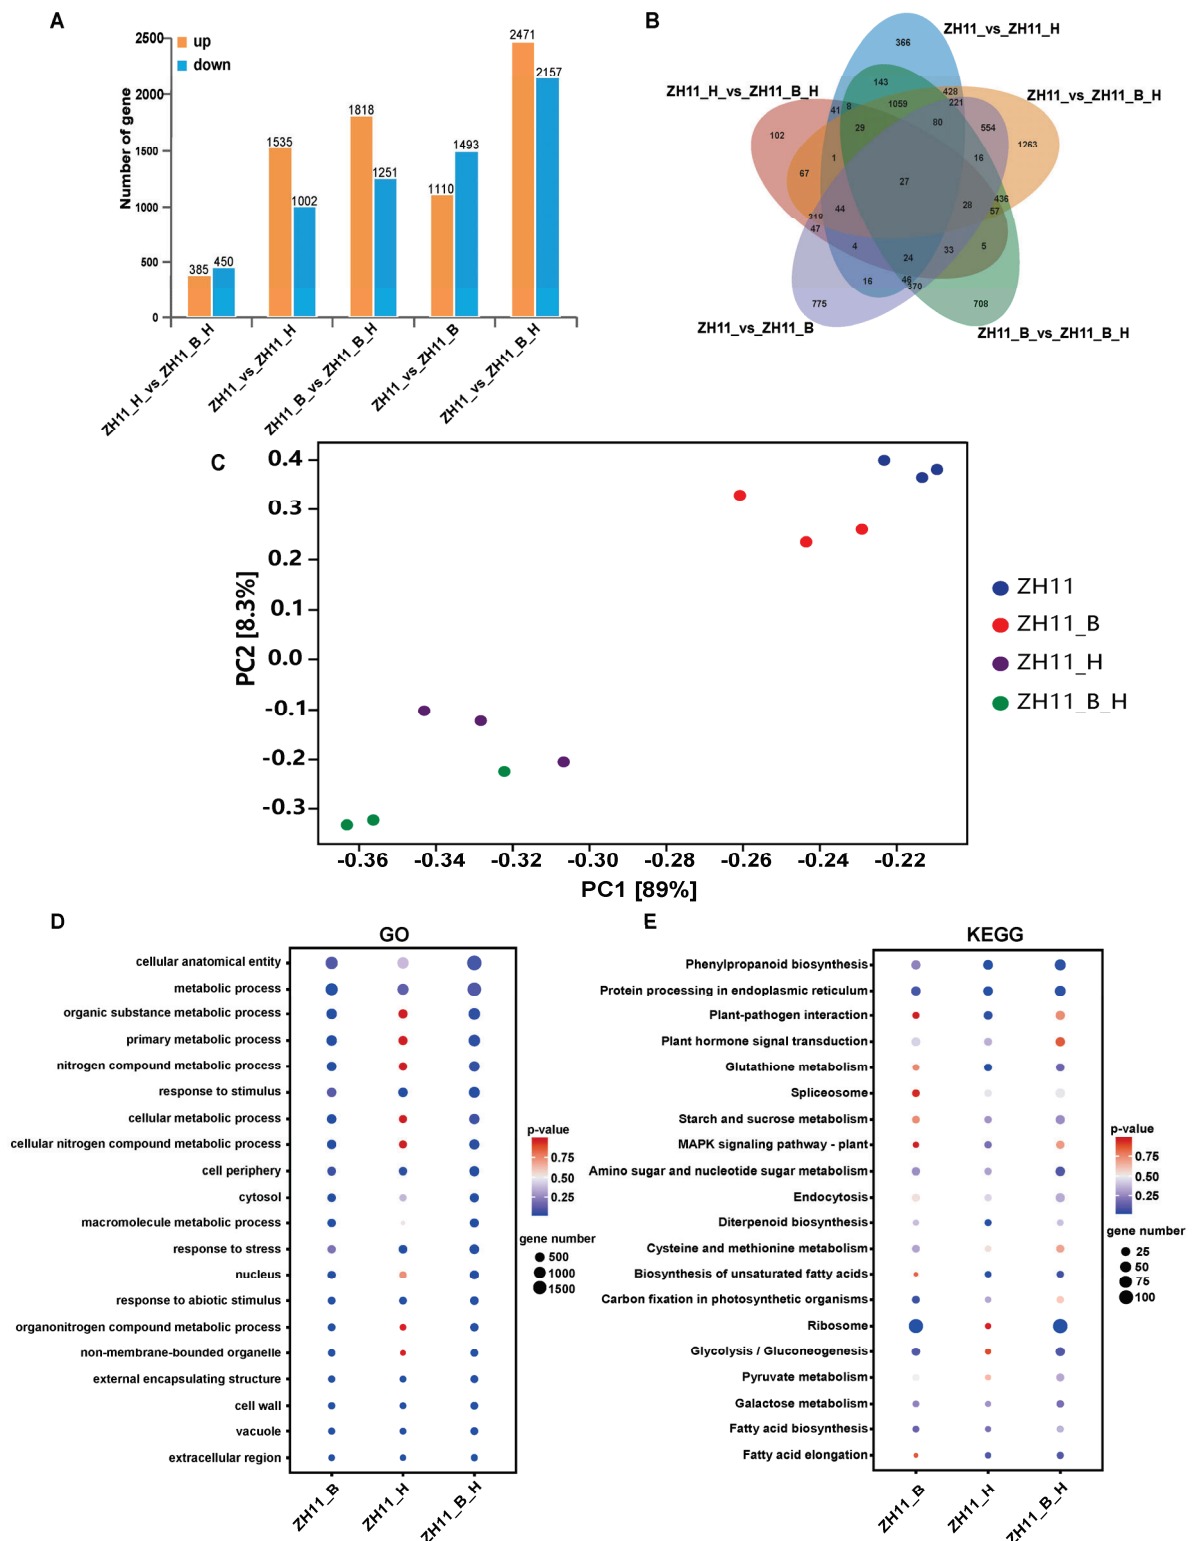 A
Number of gene
2500
2000
1500
1000
500
0
up
down
385
450
1535
1002
1818
1251
1110
1493
2471
2157
ZH11_H_vs_ZH11_B_H
ZH11_vs_ZH11_H
ZH11_B_vs_ZH11_B_H
ZH11_vs_ZH11_B
ZH11_vs_ZH11_B_H
B
ZH11_vs_ZH11_H
ZH11_H_vs_ZH11_B_H
ZH11_vs_ZH11_B_H
ZH11_vs_ZH11_B
ZH11_B_vs_ZH11_B_H
366
143
428
41
8
1059
221
102
29
80
554
1263
1
16
67
27
436
44
28
57
318
47
4
33
5
24
16
46
370
775
708
C
PC2 [8.3%]
0.4
0.3
0.2
0.1
0.0
-0.1
-0.2
-0.3
-0.36
-0.34
-0.32
-0.30
-0.28
-0.26
-0.24
-0.22
PC1 [89%]
ZH11
ZH11_B
ZH11_H
ZH11_B_H
D
GO
cellular anatomical entity
metabolic process
organic substance metabolic process
primary metabolic process
nitrogen compound metabolic process
response to stimulus
cellular metabolic process
cellular nitrogen compound metabolic process
cell periphery
cytosol
macromolecule metabolic process
response to stress
nucleus
response to abiotic stimulus
organonitrogen compound metabolic process
non-membrane-bounded organelle
external encapsulating structure
cell wall
vacuole
extracellular region
ZH11_B
ZH11_H
ZH11_B_H
p-value
0.75
0.50
0.25
gene number
500
1000
1500
E
KEGG
Phenylpropanoid biosynthesis
Protein processing in endoplasmic reticulum
Plant-pathogen interaction
Plant hormone signal transduction
Glutathione metabolism
Spliceosome
Starch and sucrose metabolism
MAPK signaling pathway - plant
Amino sugar and nucleotide sugar metabolism
Endocytosis
Diterpenoid biosynthesis
Cysteine and methionine metabolism
Biosynthesis of unsaturated fatty acids
Carbon fixation in photosynthetic organisms
Ribosome
Glycolysis / Gluconeogenesis
Pyruvate metabolism
Galactose metabolism
Fatty acid biosynthesis
Fatty acid elongation
ZH11_B
ZH11_H
ZH11_B_H
p-value
0.75
0.50
0.25
gene number
25
50
75
100